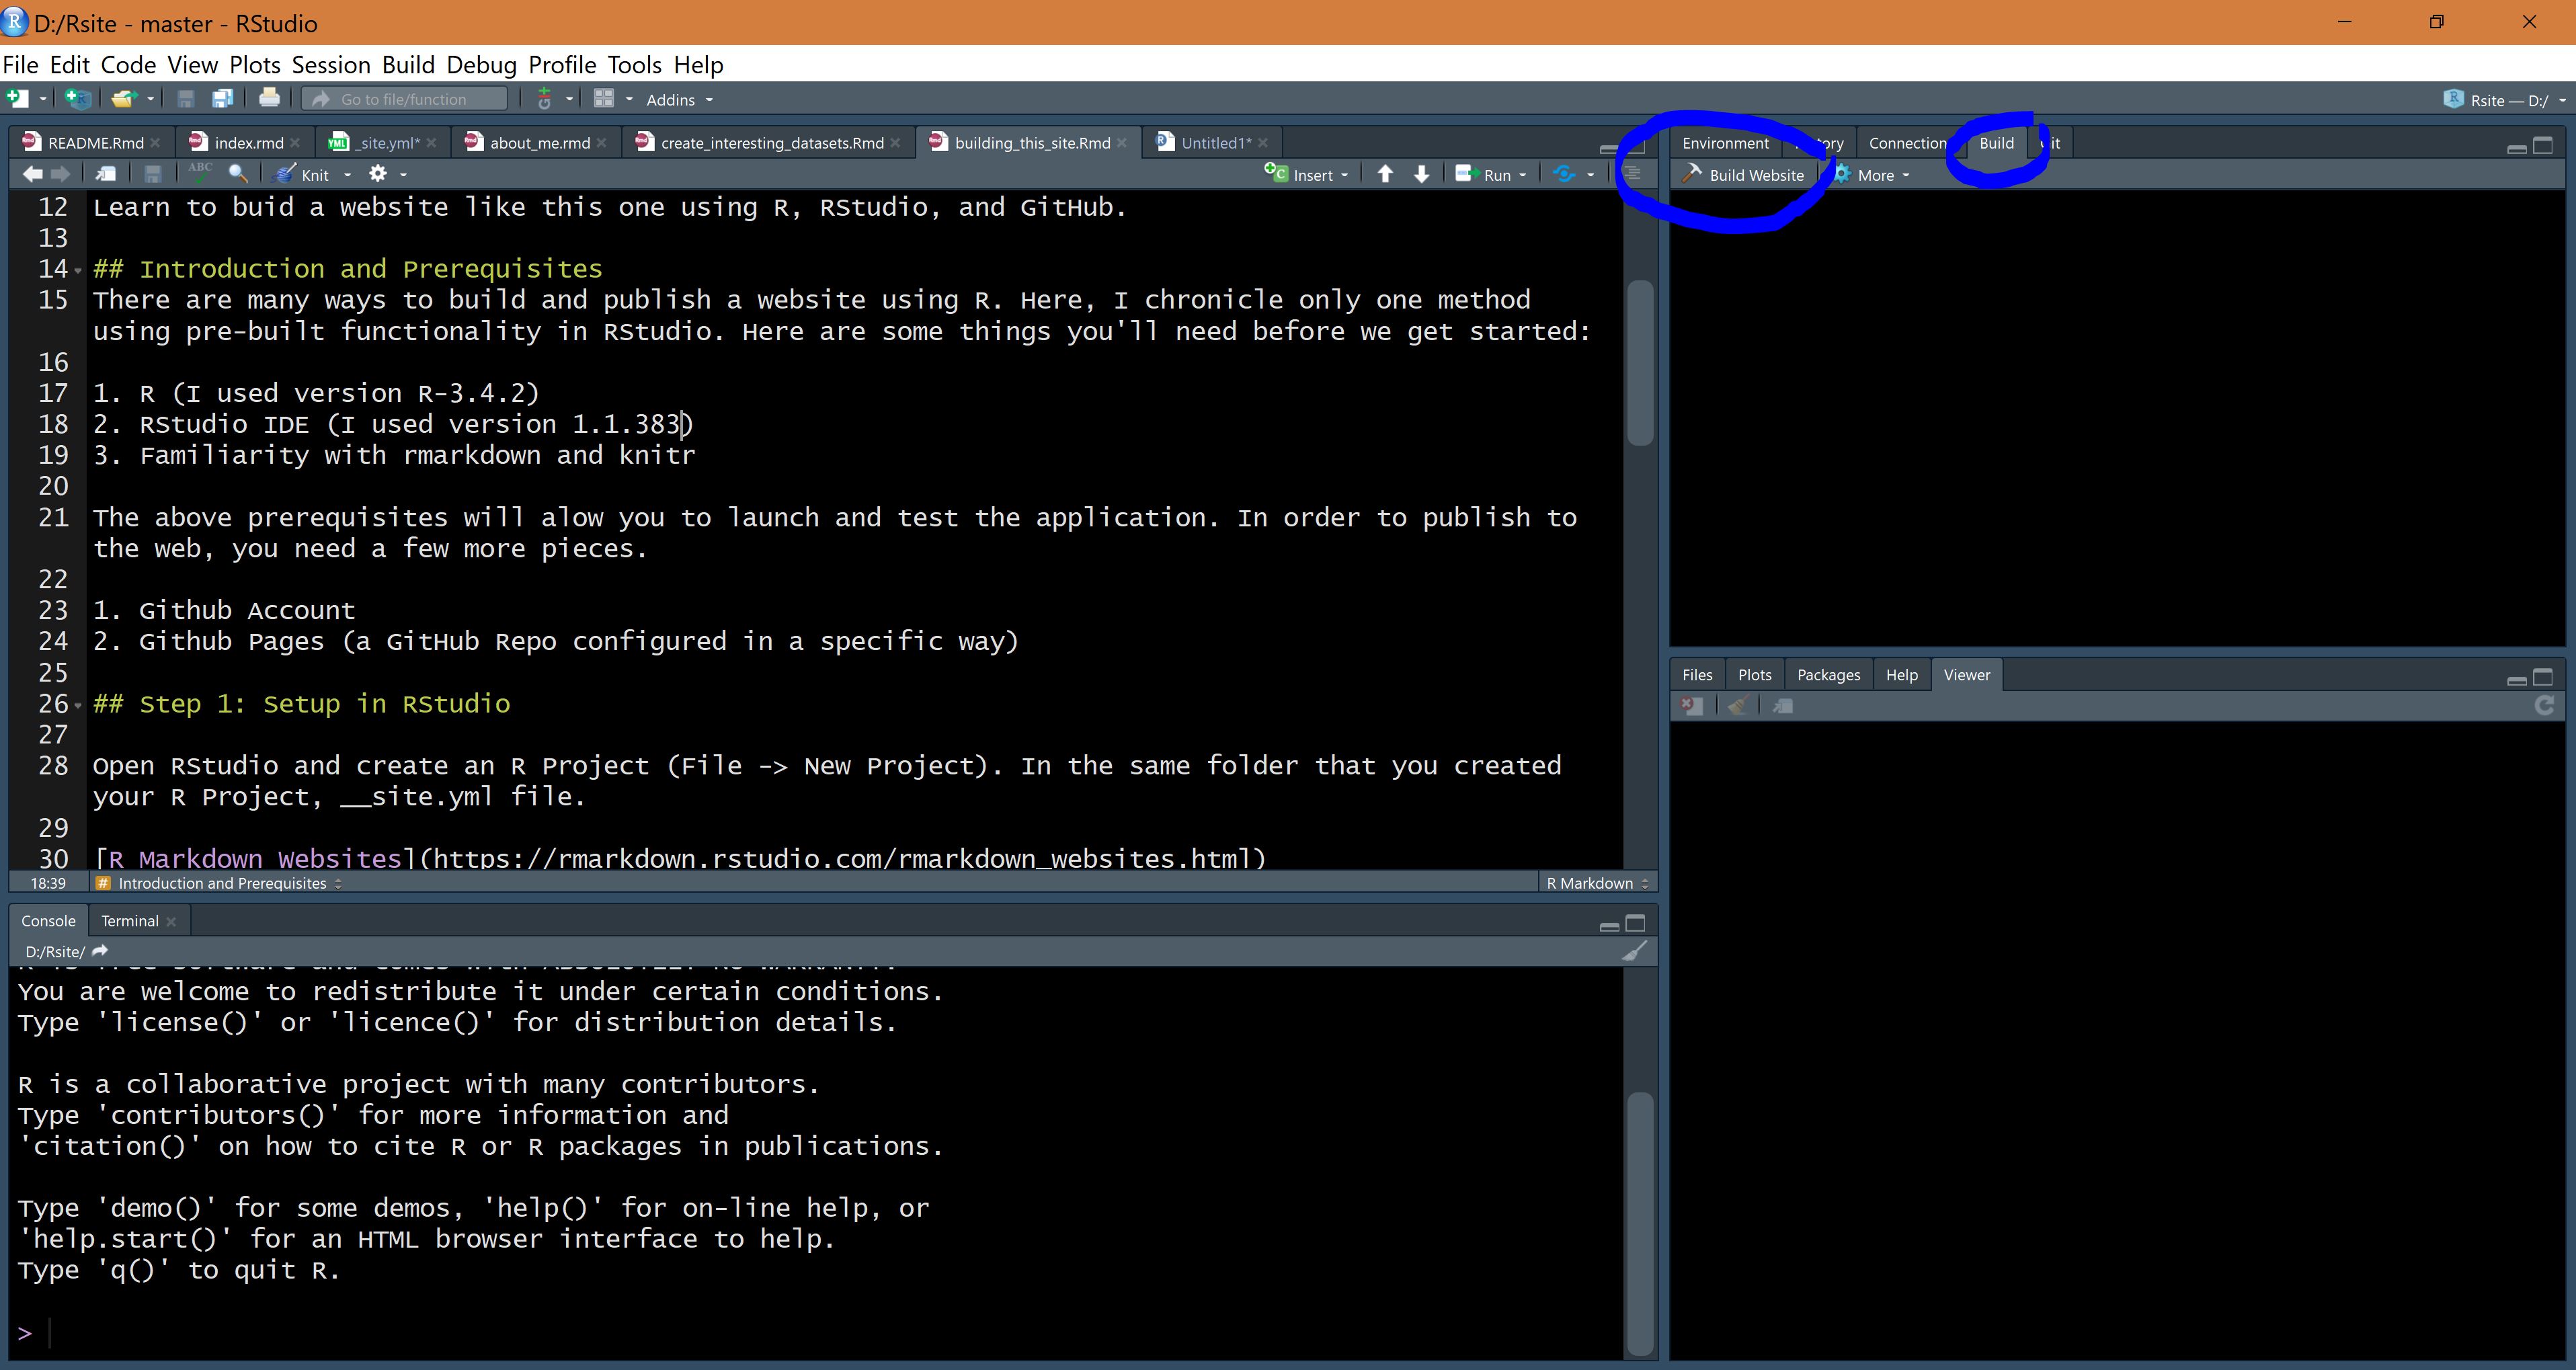 D:/Rsite - master - RStudio
File Edit Code View Plots Session Build Debug Profile Tools Help
Go to file/function Addins Rsite — D:/
README.Rmd index.rmd _site.yml* about_me.rmd create_interesting_datasets.Rmd building_this_site.Rmd Untitled1*
ABC Knit Insert Run
12 Learn to buid a website like this one using R, RStudio, and GitHub.
13
14 ## Introduction and Prerequisites
15 There are many ways to build and publish a website using R. Here, I chronicle only one method
using pre-built functionality in RStudio. Here are some things you'll need before we get started:
16
17 1. R (I used version R-3.4.2)
18 2. RStudio IDE (I used version 1.1.383)
19 3. Familiarity with rmarkdown and knitr
20
21 The above prerequisites will alow you to launch and test the application. In order to publish to
the web, you need a few more pieces.
22
23 1. Github Account
24 2. Github Pages (a GitHub Repo configured in a specific way)
25
26 ## Step 1: Setup in RStudio
27
28 Open RStudio and create an R Project (File -> New Project). In the same folder that you created
your R Project, __site.yml file.
29
30 [R Markdown Websites](https://rmarkdown.rstudio.com/rmarkdown_websites.html)
18:39 # Introduction and Prerequisites R Markdown
Console Terminal
D:/Rsite/
You are welcome to redistribute it under certain conditions.
Type 'license()' or 'licence()' for distribution details.
R is a collaborative project with many contributors.
Type 'contributors()' for more information and
'citation()' on how to cite R or R packages in publications.
Type 'demo()' for some demos, 'help()' for on-line help, or
'help.start()' for an HTML browser interface to help.
Type 'q()' to quit R.
>
Environment Connection Build
Build Website More
Files Plots Packages Help Viewer